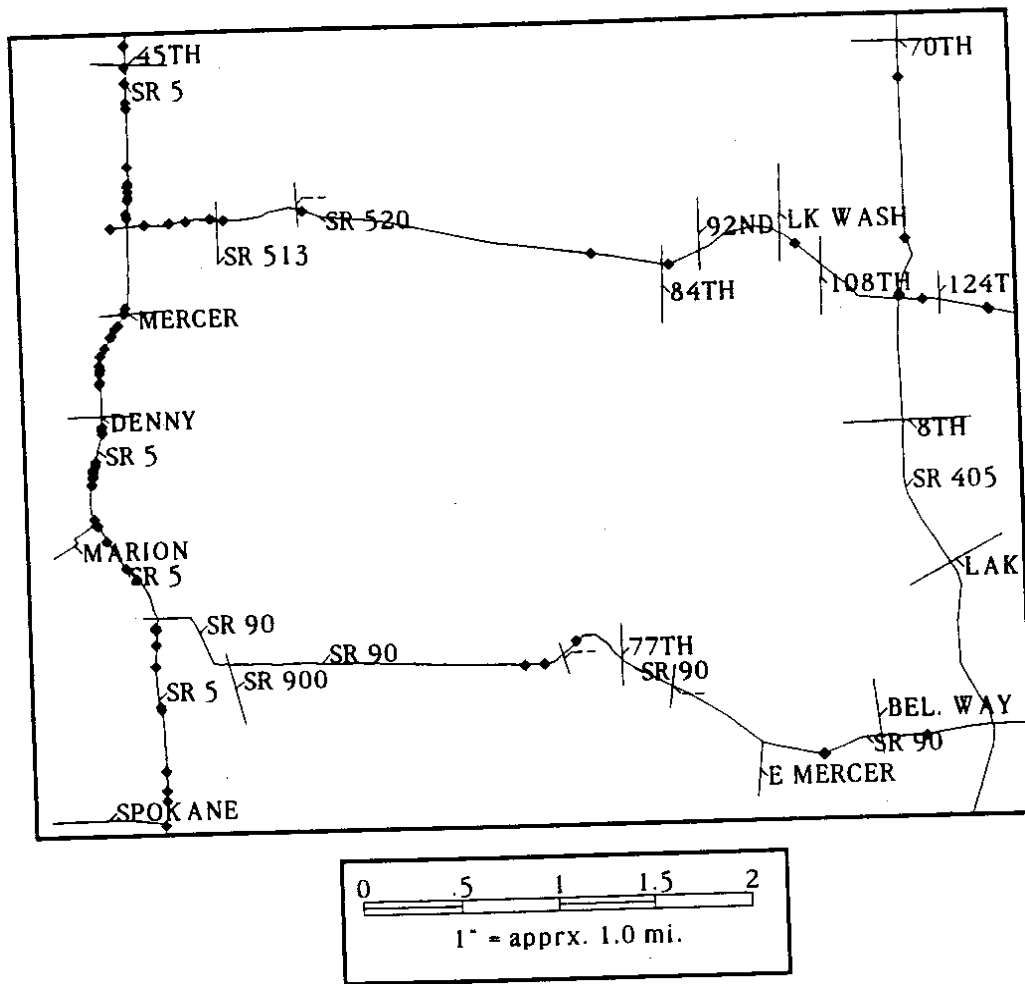 45TH
70TH
SR 5
SR 520
92ND
LK WASH
SR 513
84TH
108TH
124T
MERCER
DENNY
8TH
SR 5
SR 405
MARION
LAK
SR 5
SR 90
77TH
SR 90
SR 900
SR 90
SR 5
BEL. WAY
SR 90
E MERCER
SPOKANE
0 .5 1 1.5 2
1" = apprx. 1.0 mi.